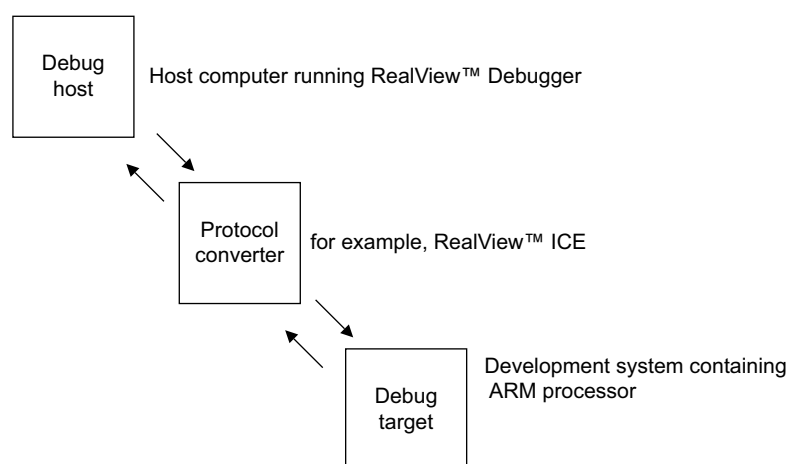 Debug
host
Host computer running RealView™ Debugger
Protocol
converter
for example, RealView™ ICE
Debug
target
Development system containing
ARM processor